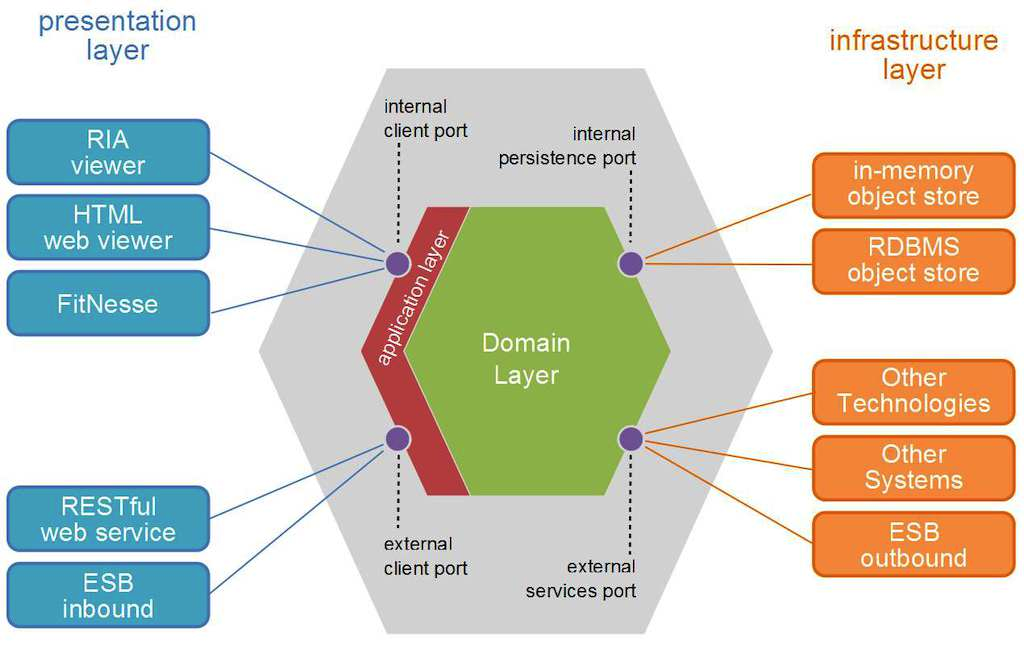 presentation
layer
infrastructure
layer
internal
client port
internal
persistence port
RIA
viewer
HTML
web viewer
FitNesse
in-memory
object store
RDBMS
object store
application layer
Domain
Layer
Other
Technologies
Other
Systems
ESB
outbound
RESTful
web service
ESB
inbound
external
client port
external
services port